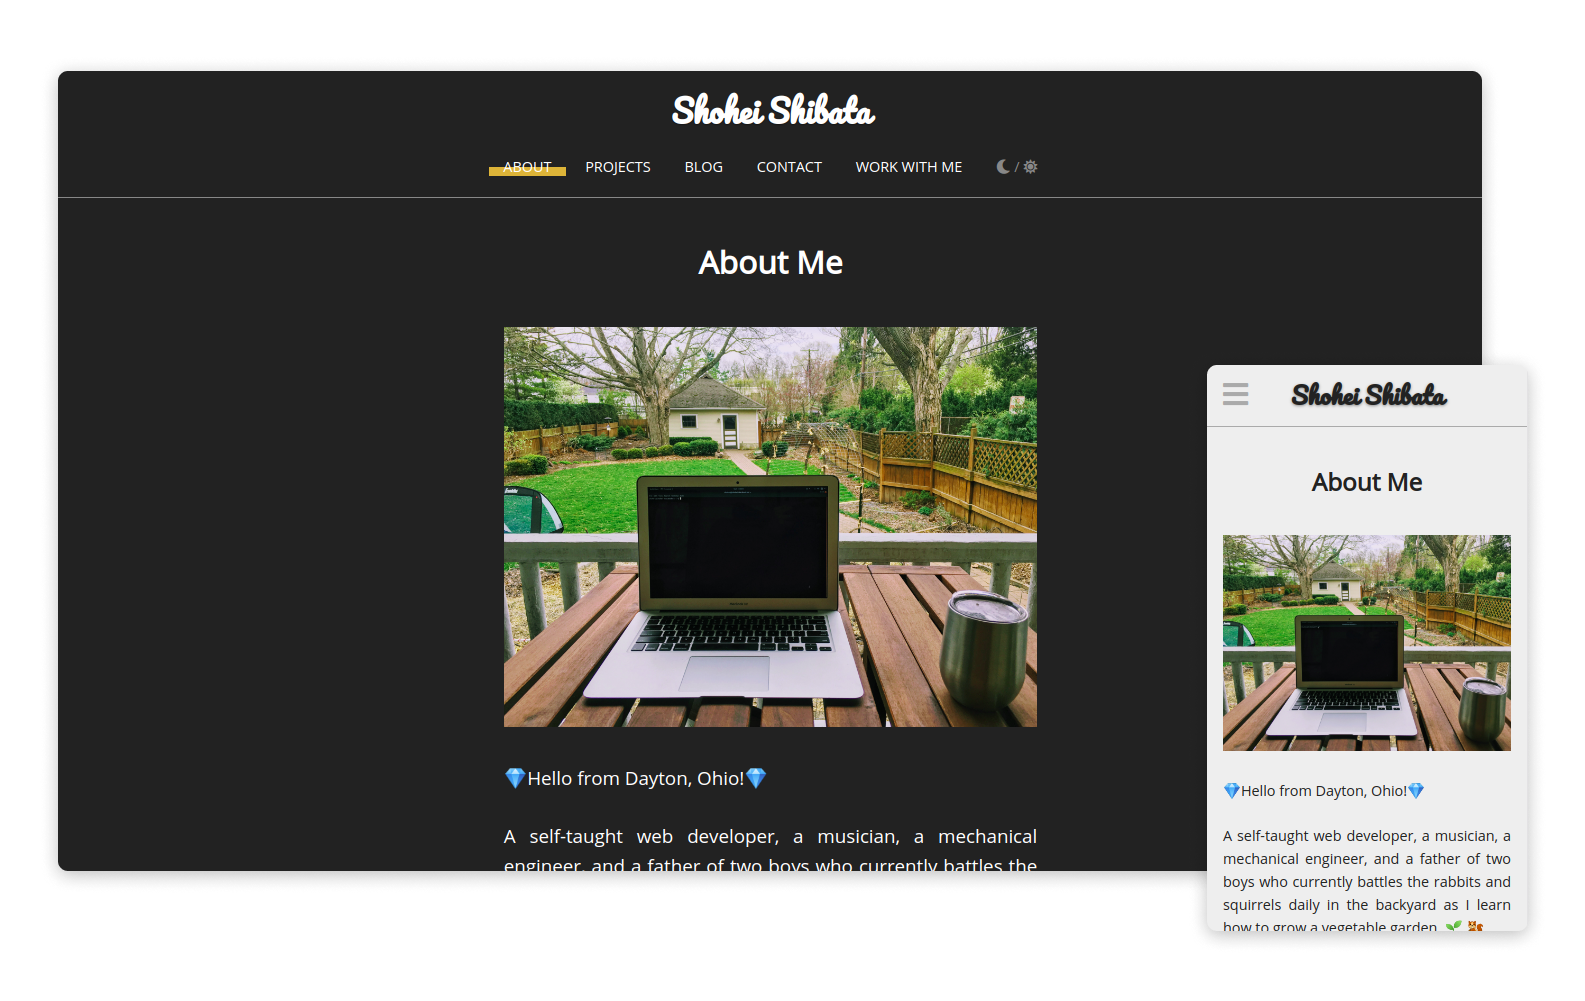 Shohei Shibata
ABOUT PROJECTS BLOG CONTACT WORK WITH ME /
About Me
💎Hello from Dayton, Ohio!💎
A self-taught web developer, a musician, a mechanical
engineer, and a father of two boys who currently battles the
Shohei Shibata
About Me
💎Hello from Dayton, Ohio!💎
A self-taught web developer, a musician, a
mechanical engineer, and a father of two
boys who currently battles the rabbits and
squirrels daily in the backyard as I learn
how to grow a vegetable garden. 🌱 🐿️